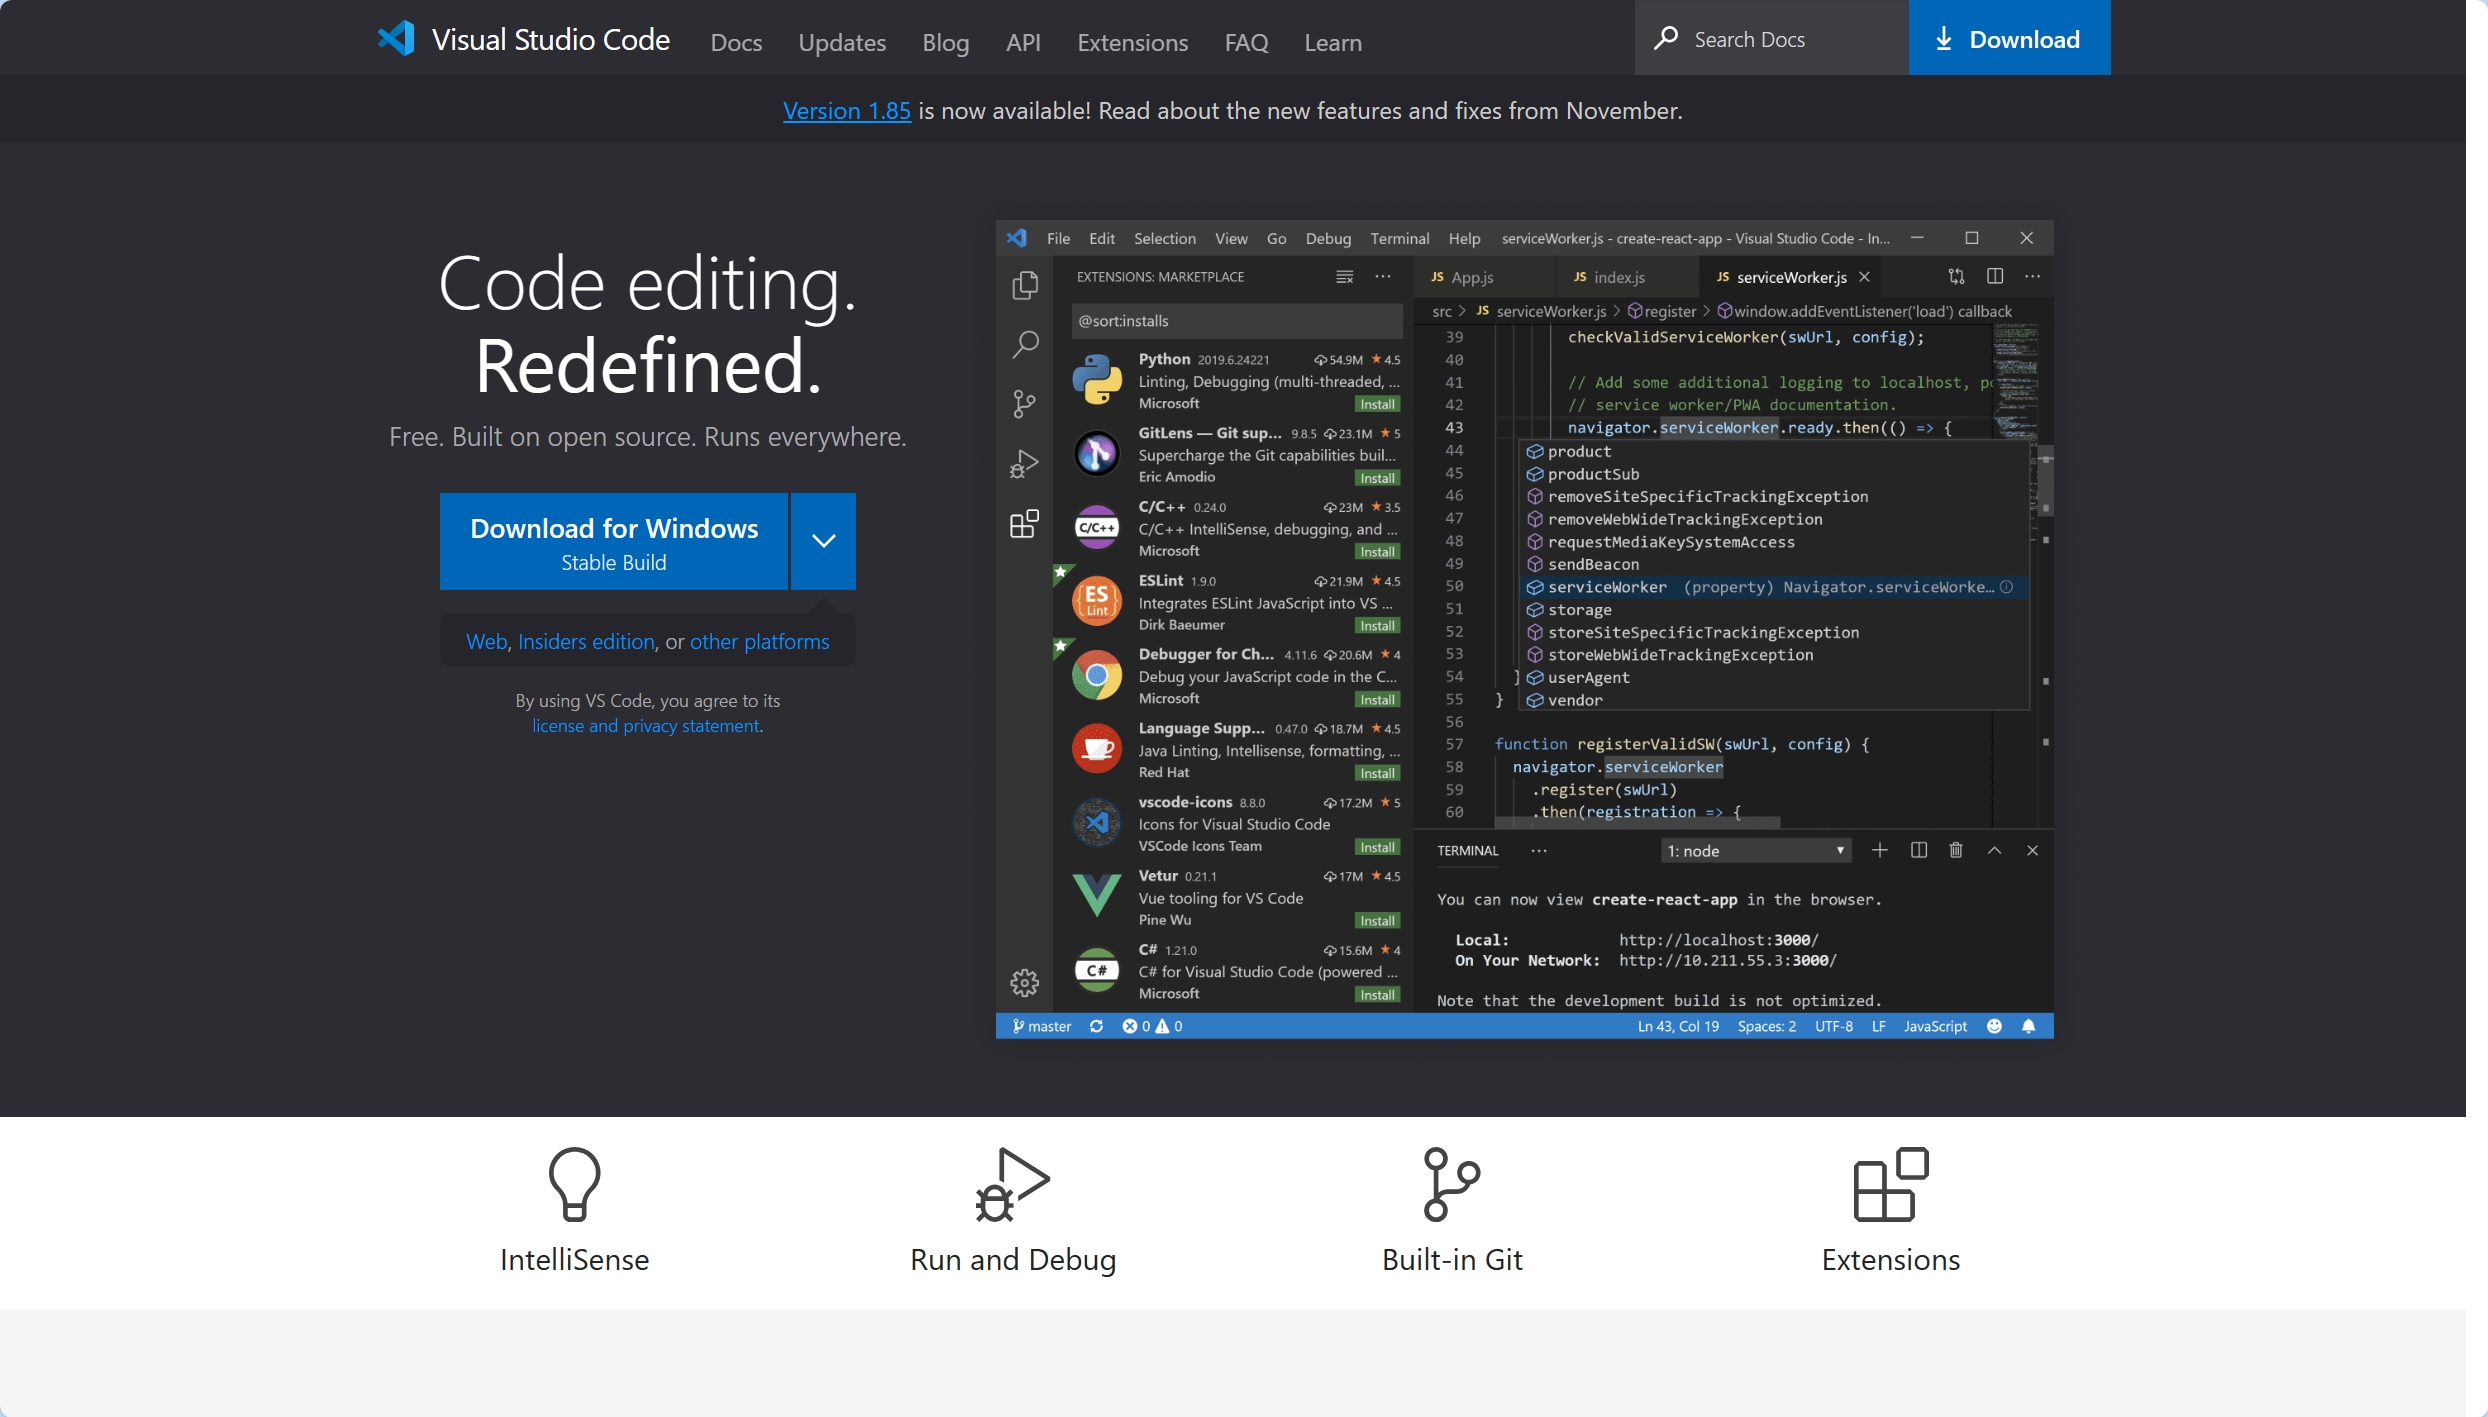 Visual Studio Code Docs Updates Blog API Extensions FAQ Learn Search Docs Download
Version 1.85 is now available! Read about the new features and fixes from November.
Code editing.
Redefined.
Free. Built on open source. Runs everywhere.
Download for Windows
Stable Build
Web, Insiders edition, or other platforms
By using VS Code, you agree to its
license and privacy statement.
File Edit Selection View Go Debug Terminal Help serviceWorker.js - create-react-app - Visual Studio Code - In...
EXTENSIONS: MARKETPLACE
@sort:installs
Python 2019.6.24221 54.9M ★ 4.5
Linting, Debugging (multi-threaded, ...
Microsoft Install
GitLens — Git sup... 9.8.5 23.1M ★ 5
Supercharge the Git capabilities buil...
Eric Amodio Install
C/C++
C/C++ 0.24.0 23M ★ 3.5
C/C++ IntelliSense, debugging, and ...
Microsoft Install
ES
Lint
ESLint 1.9.0 21.9M ★ 4.5
Integrates ESLint JavaScript into VS ...
Dirk Baeumer Install
Debugger for Ch... 4.11.6 20.6M ★ 4
Debug your JavaScript code in the C...
Microsoft Install
Language Supp... 0.47.0 18.7M ★ 4.5
Java Linting, Intellisense, formatting, ...
Red Hat Install
vscode-icons 8.8.0 17.2M ★ 5
Icons for Visual Studio Code
VSCode Icons Team Install
Vetur 0.21.1 17M ★ 4.5
Vue tooling for VS Code
Pine Wu Install
C#
C# 1.21.0 15.6M ★ 4
C# for Visual Studio Code (powered ...
Microsoft Install
JS App.js JS index.js JS serviceWorker.js
src > JS serviceWorker.js > register > window.addEventListener('load') callback
39 checkValidServiceWorker(swUrl, config);
40
41 // Add some additional logging to localhost, po
42 // service worker/PWA documentation.
43 navigator.serviceWorker.ready.then(() => {
44 product
45 productSub
46 removeSiteSpecificTrackingException
47 removeWebWideTrackingException
48 requestMediaKeySystemAccess
49 sendBeacon
50 serviceWorker (property) Navigator.serviceWorke...
51 storage
52 storeSiteSpecificTrackingException
53 storeWebWideTrackingException
54 } userAgent
55 } vendor
56
57 function registerValidSW(swUrl, config) {
58 navigator.serviceWorker
59 .register(swUrl)
60 .then(registration => {
TERMINAL ... 1: node
You can now view create-react-app in the browser.
Local: http://localhost:3000/
On Your Network: http://10.211.55.3:3000/
Note that the development build is not optimized.
master 0 0 Ln 43, Col 19 Spaces: 2 UTF-8 LF JavaScript
IntelliSense
Run and Debug
Built-in Git
Extensions